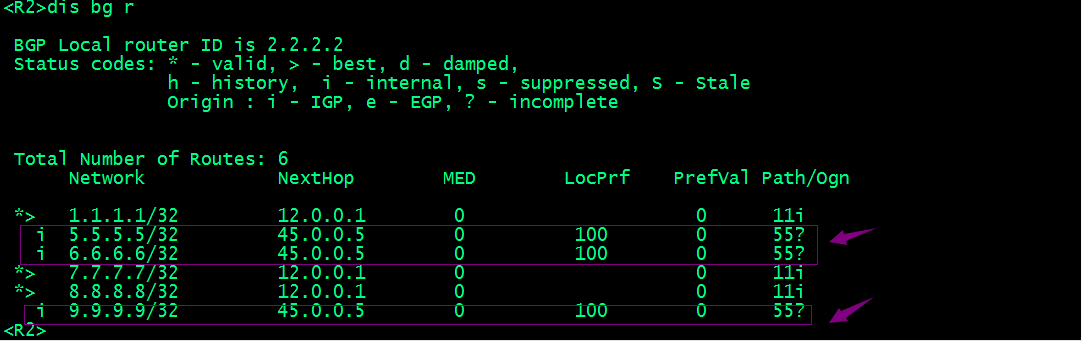 <R2>dis bg r
BGP Local router ID is 2.2.2.2
Status codes: * - valid, > - best, d - damped,
h - history,  i - internal, s - suppressed, S - Stale
Origin : i - IGP, e - EGP, ? - incomplete
Total Number of Routes: 6
Network NextHop MED LocPrf PrefVal Path/Ogn
*> 1.1.1.1/32 12.0.0.1 0 0 11i
i 5.5.5.5/32 45.0.0.5 0 100 0 55?
i 6.6.6.6/32 45.0.0.5 0 100 0 55?
*> 7.7.7.7/32 12.0.0.1 0 0 11i
*> 8.8.8.8/32 12.0.0.1 0 0 11i
i 9.9.9.9/32 45.0.0.5 0 100 0 55?
<R2>